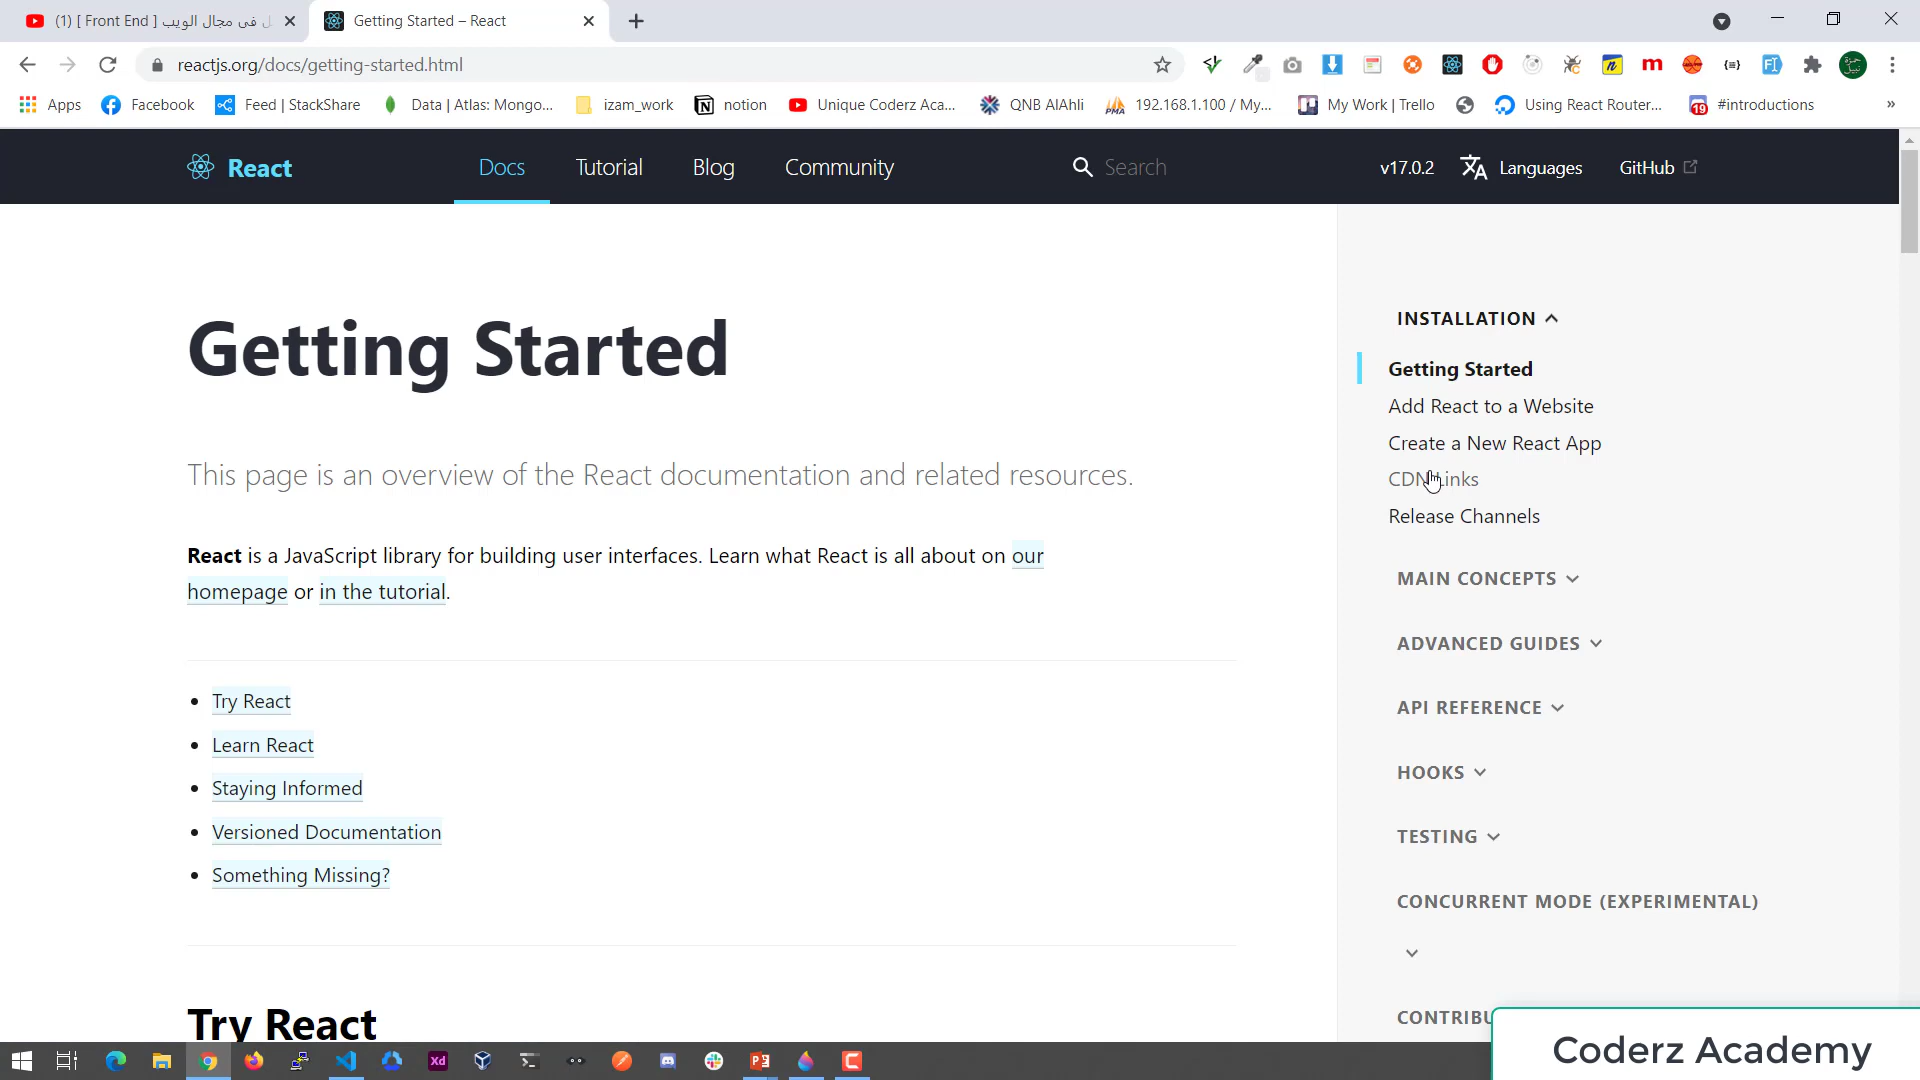 (1) [ Front End ] ل فى مجال الويب
Getting Started – React
reactjs.org/docs/getting-started.html
Apps
Facebook
Feed | StackShare
Data | Atlas: Mongo...
izam_work
notion
Unique Coderz Aca...
QNB AlAhli
192.168.1.100 / My...
My Work | Trello
Using React Router...
19
#introductions
»
React
Docs
Tutorial
Blog
Community
Search
v17.0.2
Languages
GitHub
Getting Started
This page is an overview of the React documentation and related resources.
React is a JavaScript library for building user interfaces. Learn what React is all about on our
homepage or in the tutorial.
• Try React
• Learn React
• Staying Informed
• Versioned Documentation
• Something Missing?
Try React
INSTALLATION
Getting Started
Add React to a Website
Create a New React App
CDN Links
Release Channels
MAIN CONCEPTS
ADVANCED GUIDES
API REFERENCE
HOOKS
TESTING
CONCURRENT MODE (EXPERIMENTAL)
CONTRIBU
Coderz Academy